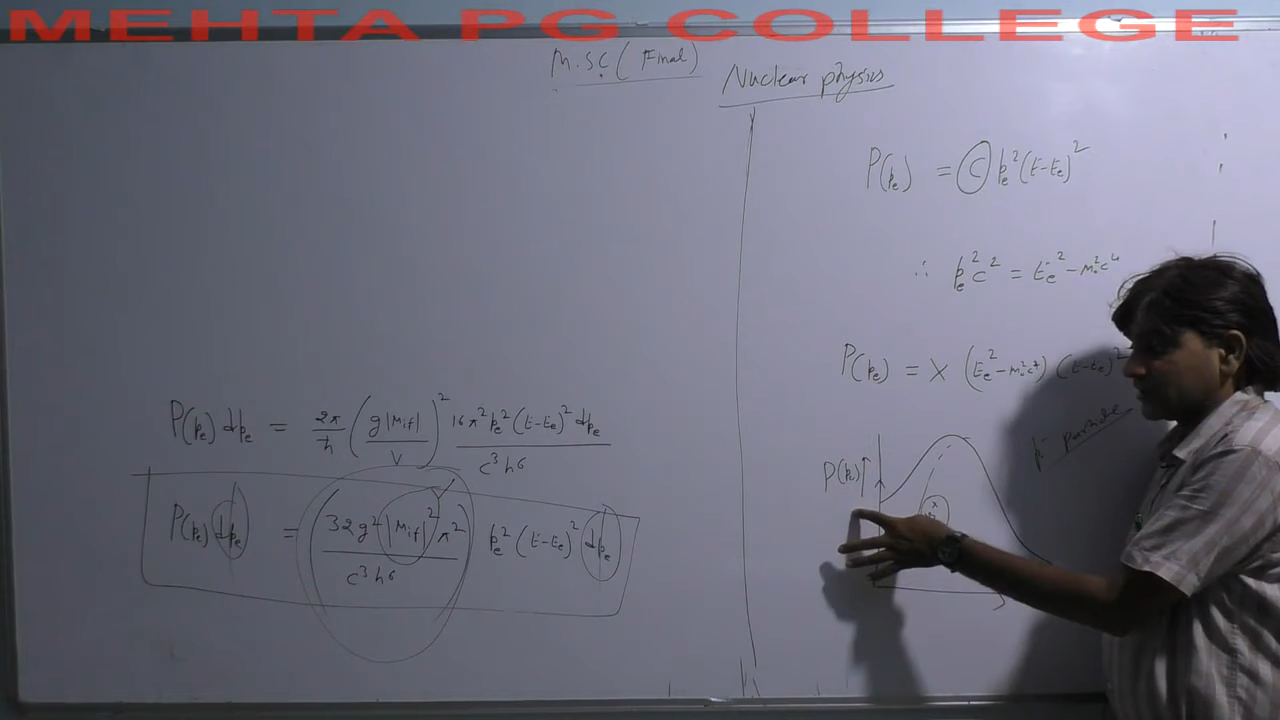 MEHTA PG COLLEGE
M.SC (Final)
Nuclear physics
P(pe) dpe = 2π/ħ (g|Mif|/V)² 16π²pe²(E-Ee)² dpe / c³h⁶
P(pe) dpe = (32g²|Mif|²π² / c³h⁶) pe²(E-Ee)² dpe
P(pe) = C pe²(E-Ee)²
∴ pe²c² = Ee² - m₀²c⁴
P(pe) = X (Ee² - m₀²c⁴) (E-Ee)²
P(pe) ↑
β⁻ particle